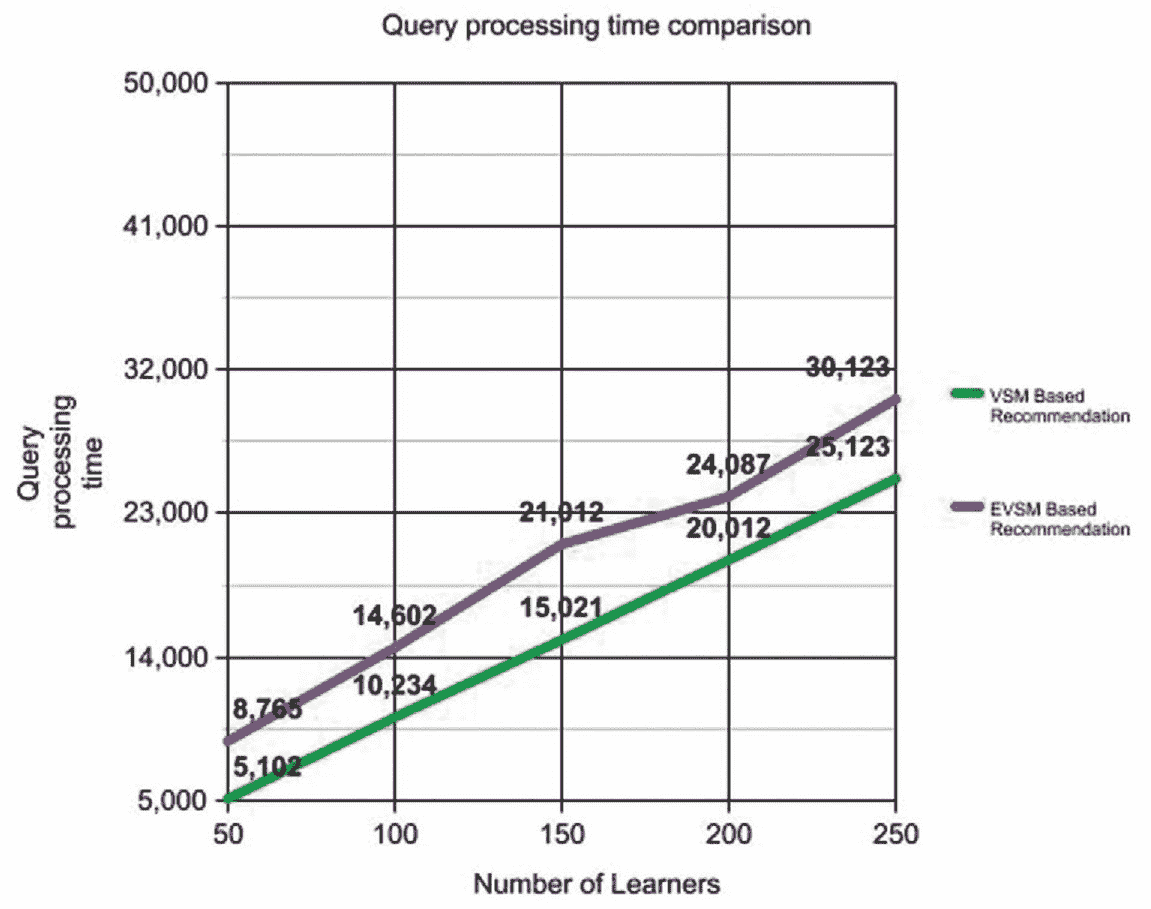 Query processing time comparison
50,000
41,000
32,000
23,000
14,000
5,000
Query
processing
time
30,123
25,123
24,087
20,012
21,012
15,021
14,602
10,234
8,765
5,102
50 100 150 200 250
Number of Learners
VSM Based
Recommendation
EVSM Based
Recommendation